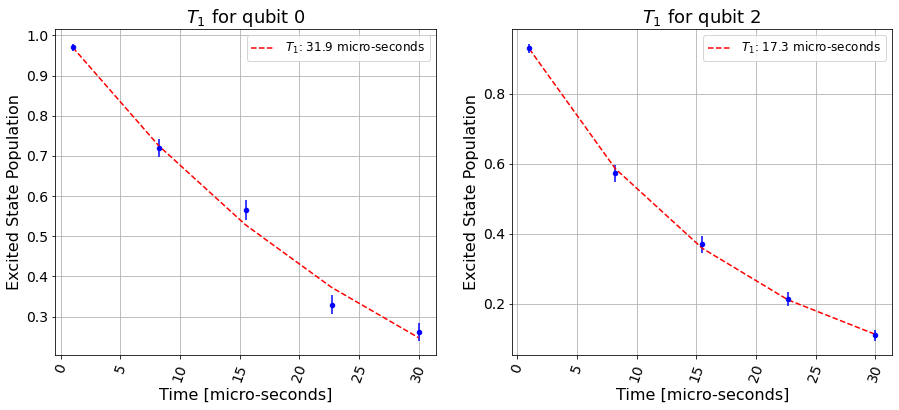 T₁ for qubit 0
T₁: 31.9 micro-seconds
1.0
0.9
0.8
0.7
0.6
0.5
0.4
0.3
Excited State Population
0 5 10 15 20 25 30
Time [micro-seconds]
T₁ for qubit 2
T₁: 17.3 micro-seconds
0.8
0.6
0.4
0.2
Excited State Population
0 5 10 15 20 25 30
Time [micro-seconds]